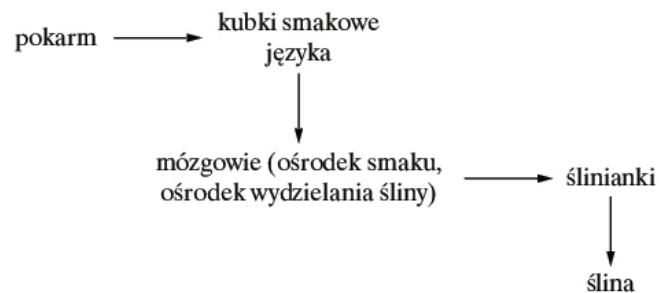 pokarm
kubki smakowe
języka
mózgowie (ośrodek smaku,
ośrodek wydzielania śliny)
ślinianki
ślina